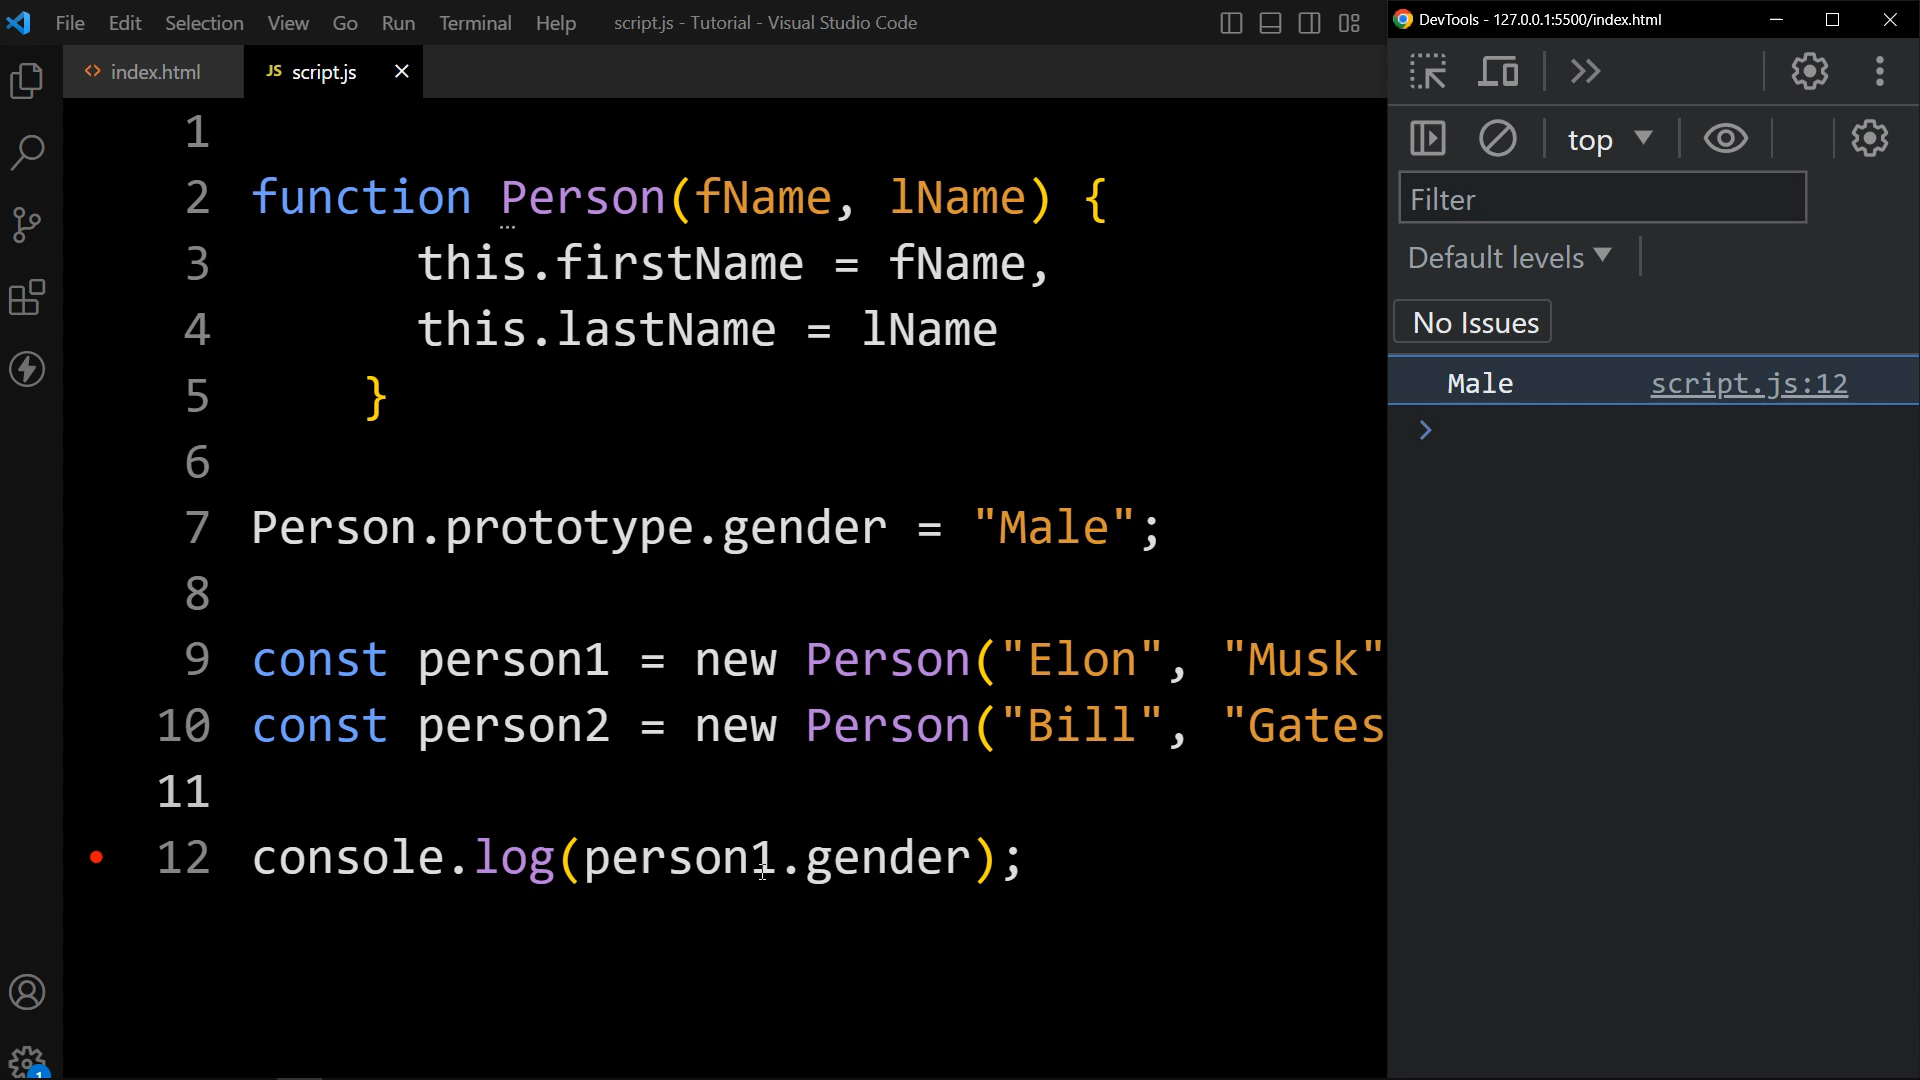 File Edit Selection View Go Run Terminal Help script.js - Tutorial - Visual Studio Code
index.html JS script.js
1
2 function Person(fName, lName) {
3 this.firstName = fName,
4 this.lastName = lName
5 }
6
7 Person.prototype.gender = "Male";
8
9 const person1 = new Person("Elon", "Musk"
10 const person2 = new Person("Bill", "Gates
11
12 console.log(person1.gender);
1
DevTools - 127.0.0.1:5500/index.html
top
Filter
Default levels
No Issues
Male script.js:12